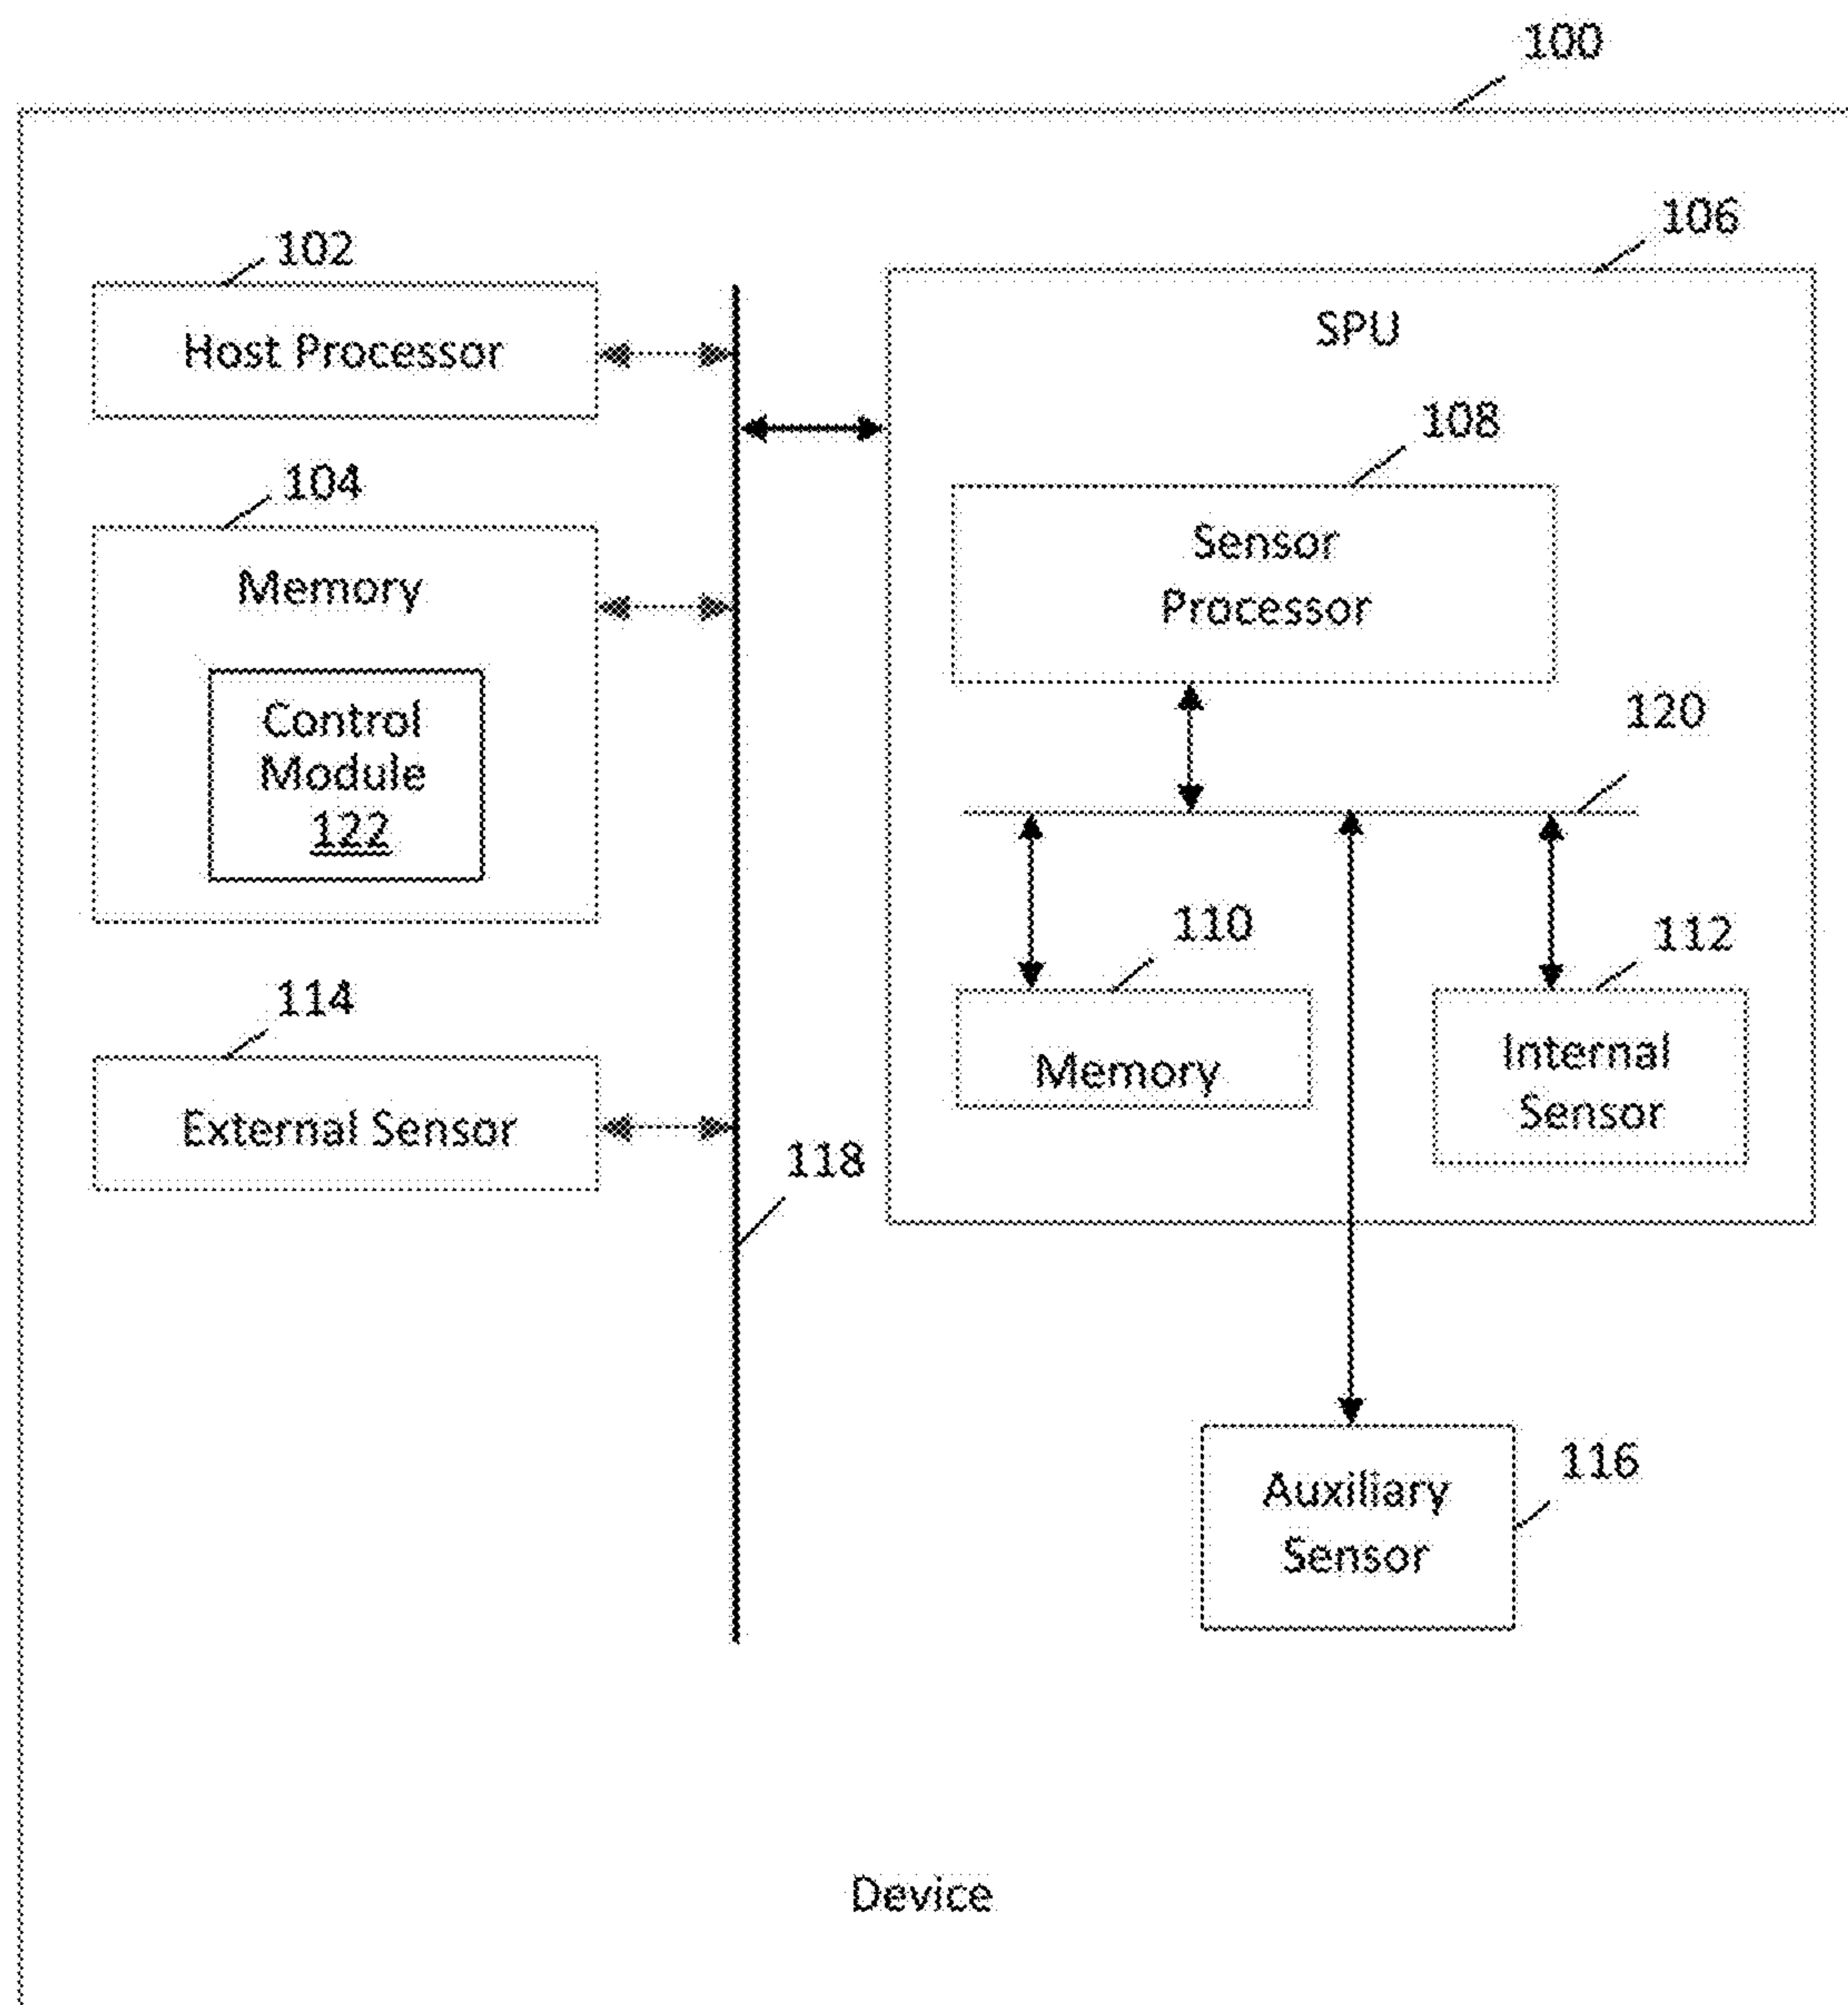 100
102
Host Processor
104
Memory
Control
Module
122
114
External Sensor
118
106
SPU
108
Sensor
Processor
120
110
Memory
112
Internal
Sensor
116
Auxiliary
Sensor
Device